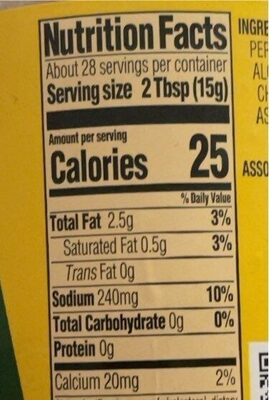 Nutrition Facts
About 28 servings per container
Serving size 2 Tbsp (15g)
Amount per serving
Calories 25
% Daily Value
Total Fat 2.5g 3%
Saturated Fat 0.5g 3%
Trans Fat 0g
Sodium 240mg 10%
Total Carbohydrate 0g 0%
Protein 0g
Calcium 20mg 2%
INGRE
PEP
AL
CH
AS
ASSO